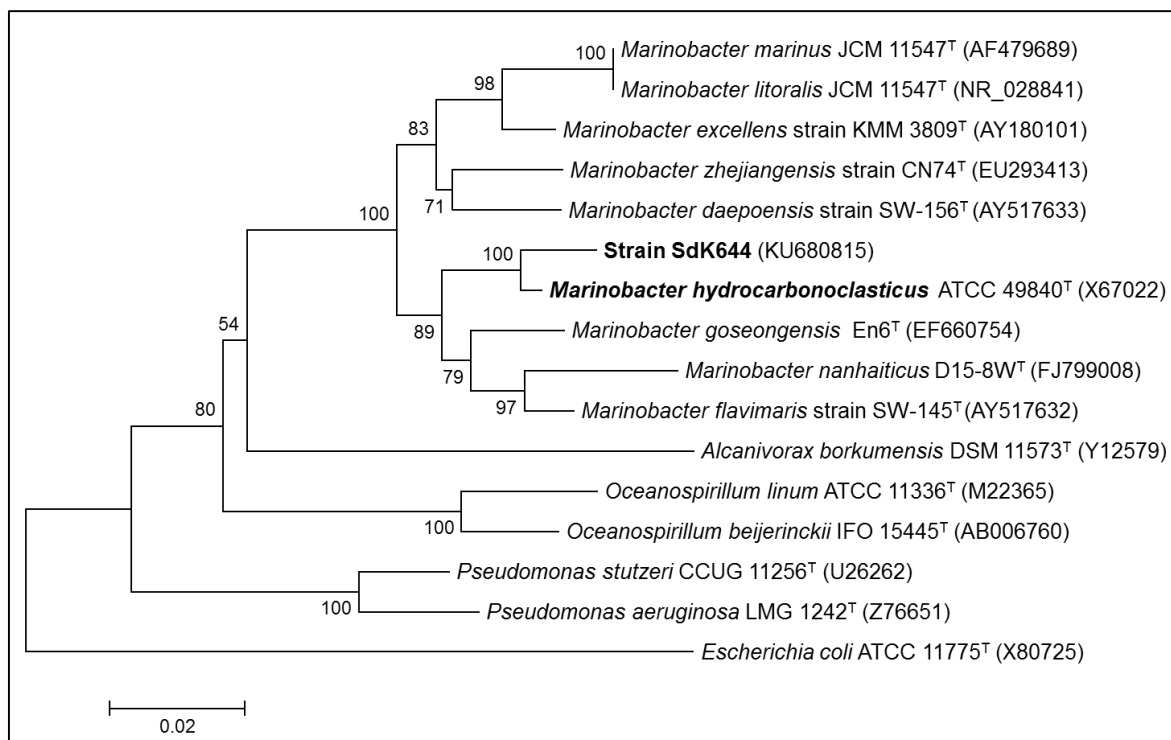 100 Marinobacter marinus JCM 11547ᵀ (AF479689)
Marinobacter litoralis JCM 11547ᵀ (NR_028841)
98
Marinobacter excellens strain KMM 3809ᵀ (AY180101)
83
Marinobacter zhejiangensis strain CN74ᵀ (EU293413)
71
Marinobacter daepoensis strain SW-156ᵀ (AY517633)
100
Strain SdK644 (KU680815)
100
Marinobacter hydrocarbonoclasticus ATCC 49840ᵀ (X67022)
89
Marinobacter goseongensis En6ᵀ (EF660754)
54
79
Marinobacter nanhaiticus D15-8Wᵀ (FJ799008)
97
Marinobacter flavimaris strain SW-145ᵀ (AY517632)
80
Alcanivorax borkumensis DSM 11573ᵀ (Y12579)
Oceanospirillum linum ATCC 11336ᵀ (M22365)
100
Oceanospirillum beijerinckii IFO 15445ᵀ (AB006760)
Pseudomonas stutzeri CCUG 11256ᵀ (U26262)
100
Pseudomonas aeruginosa LMG 1242ᵀ (Z76651)
Escherichia coli ATCC 11775ᵀ (X80725)
0.02